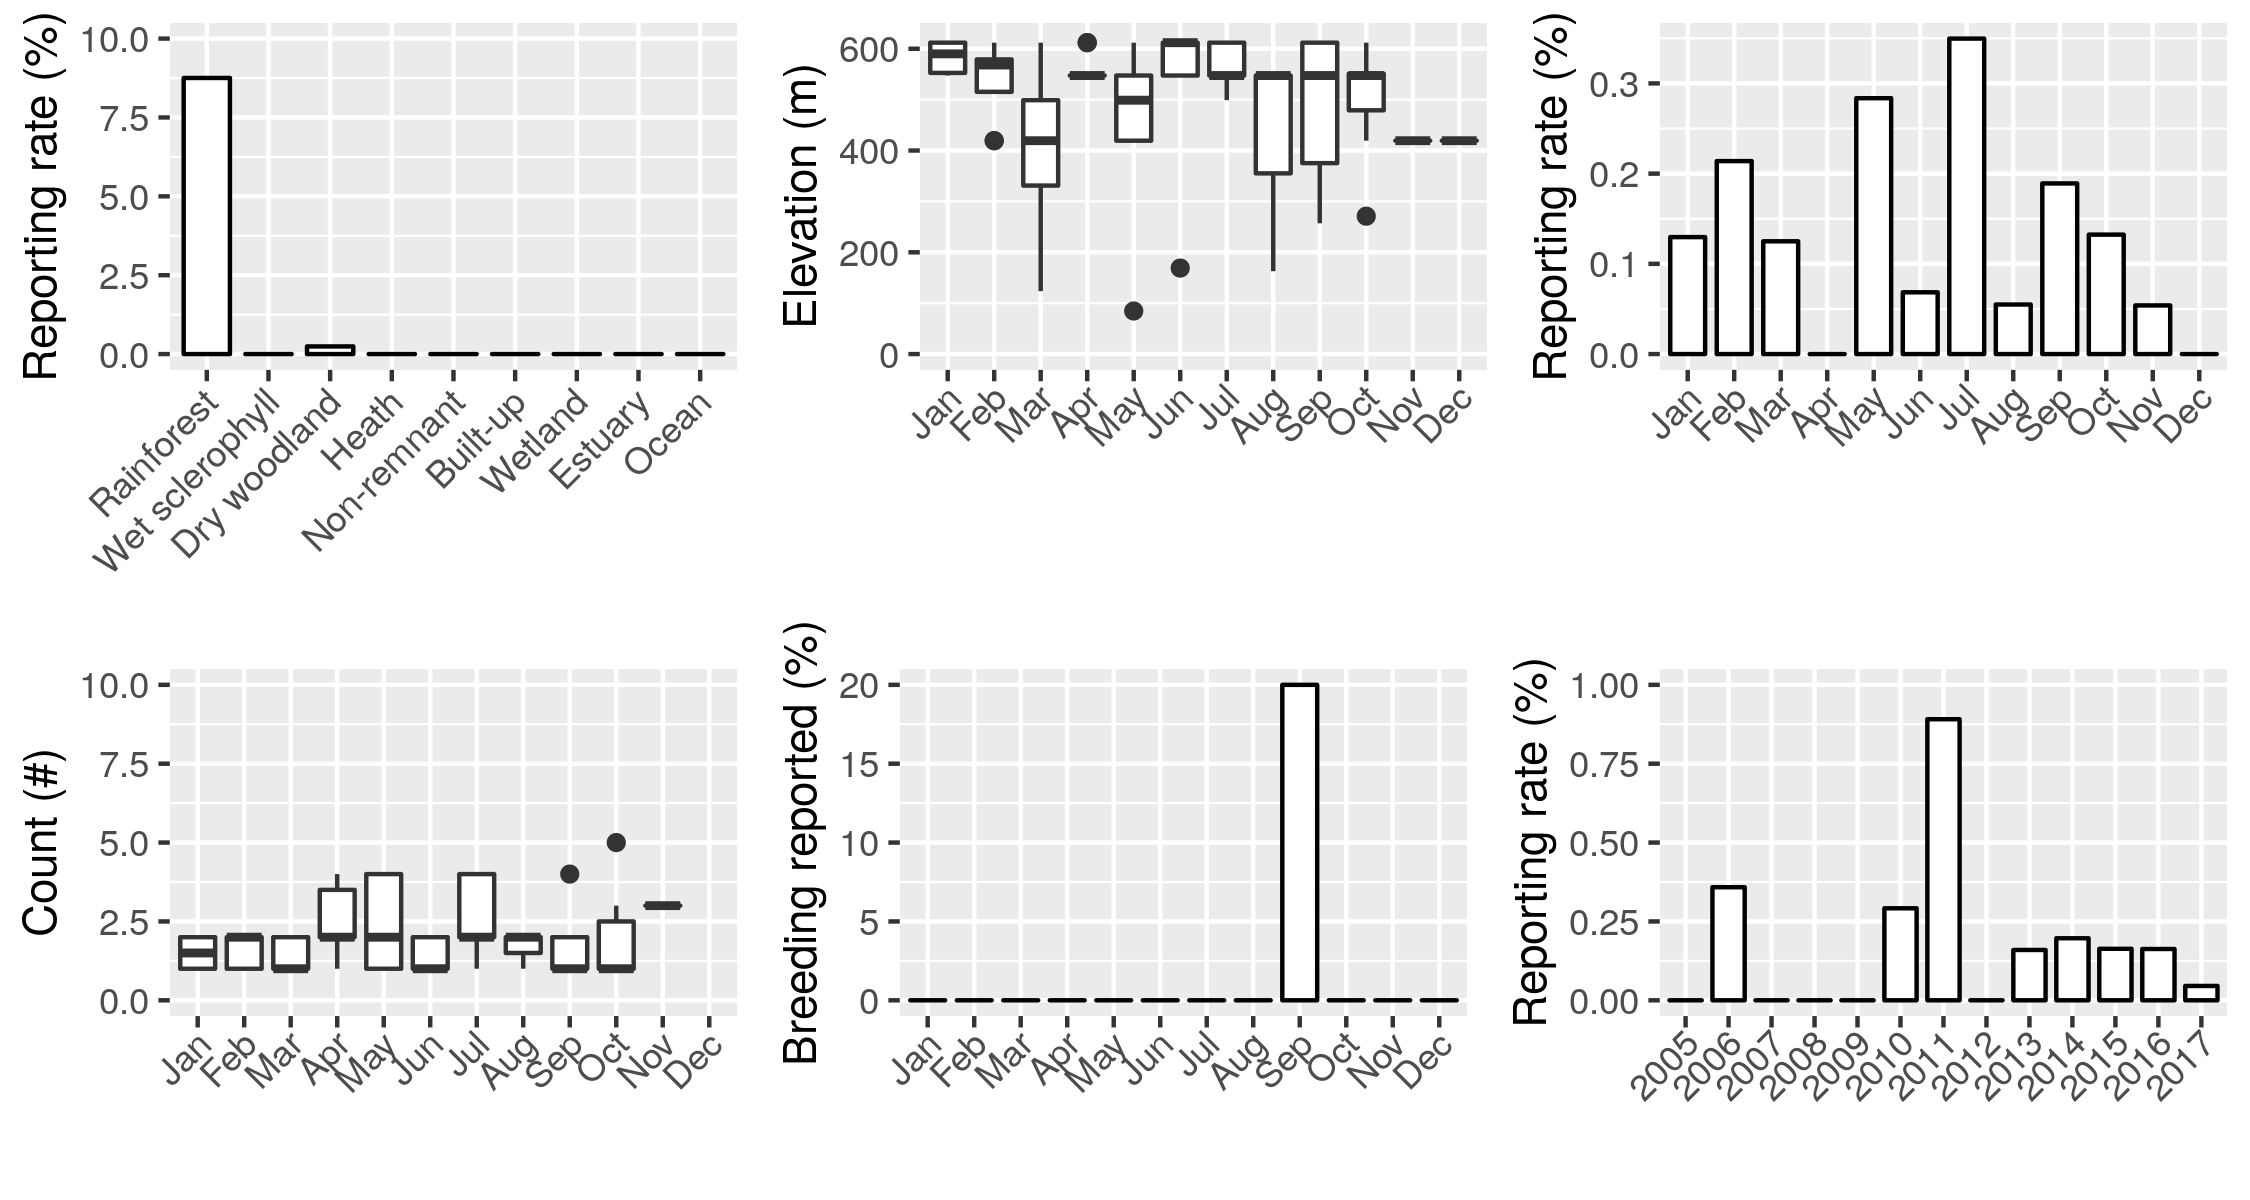 Reporting rate (%)
10.0
7.5
5.0
2.5
0.0
Rainforest
Wet sclerophyll
Dry woodland
Heath
Non-remnant
Built-up
Wetland
Estuary
Ocean
Elevation (m)
600
400
200
0
Jan
Feb
Mar
Apr
May
Jun
Jul
Aug
Sep
Oct
Nov
Dec
Reporting rate (%)
0.3
0.2
0.1
0.0
Jan
Feb
Mar
Apr
May
Jun
Jul
Aug
Sep
Oct
Nov
Dec
Count (#)
10.0
7.5
5.0
2.5
0.0
Jan
Feb
Mar
Apr
May
Jun
Jul
Aug
Sep
Oct
Nov
Dec
Breeding reported (%)
20
15
10
5
0
Jan
Feb
Mar
Apr
May
Jun
Jul
Aug
Sep
Oct
Nov
Dec
Reporting rate (%)
1.00
0.75
0.50
0.25
0.00
2005
2006
2007
2008
2009
2010
2011
2012
2013
2014
2015
2016
2017